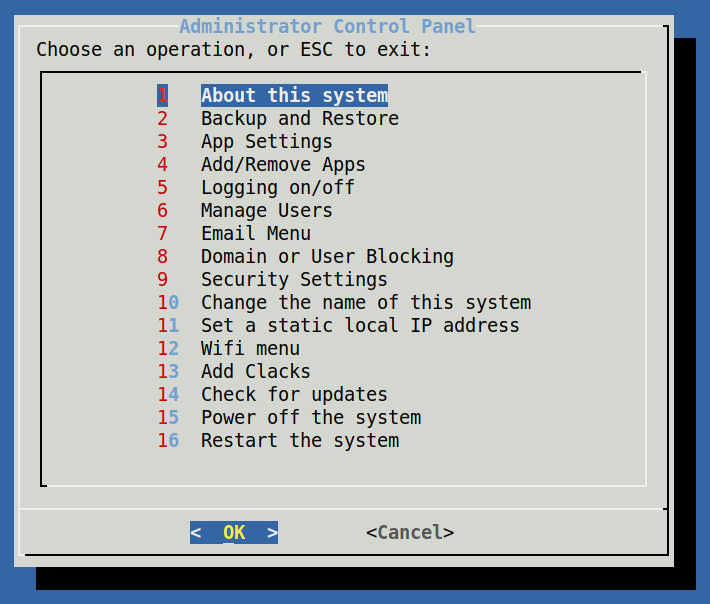 Administrator Control Panel
Choose an operation, or ESC to exit:
1 About this system
2 Backup and Restore
3 App Settings
4 Add/Remove Apps
5 Logging on/off
6 Manage Users
7 Email Menu
8 Domain or User Blocking
9 Security Settings
10 Change the name of this system
11 Set a static local IP address
12 Wifi menu
13 Add Clacks
14 Check for updates
15 Power off the system
16 Restart the system
< OK > <Cancel>